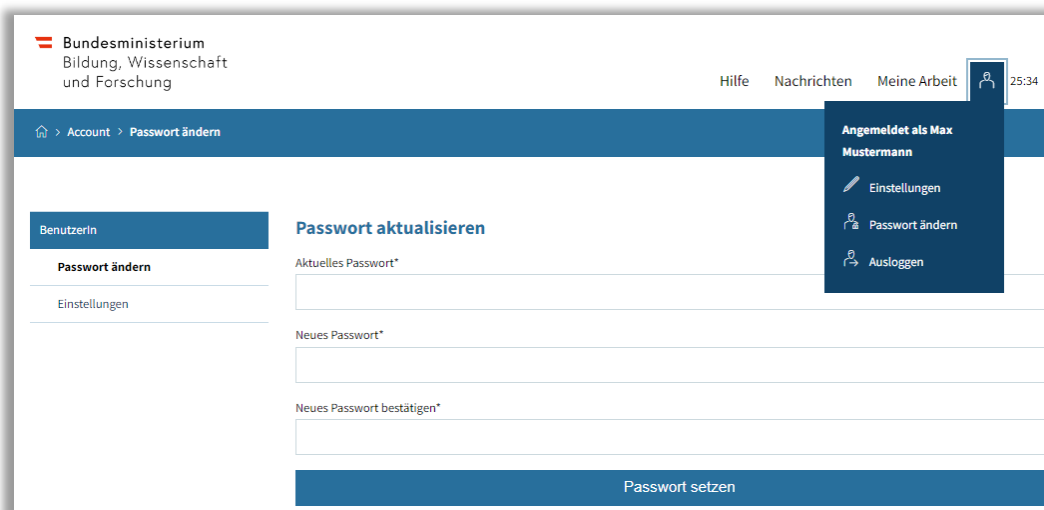 Bundesministerium
Bildung, Wissenschaft
und Forschung
Hilfe Nachrichten Meine Arbeit 25:34
> Account > Passwort ändern
Angemeldet als Max
Mustermann
Einstellungen
Passwort ändern
Ausloggen
BenutzerIn
Passwort ändern
Einstellungen
Passwort aktualisieren
Aktuelles Passwort*
Neues Passwort*
Neues Passwort bestätigen*
Passwort setzen